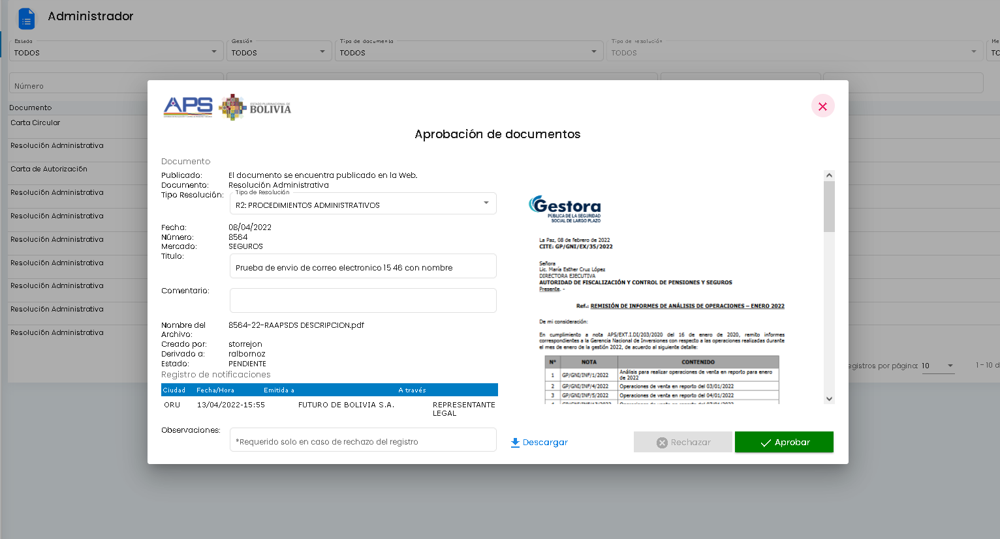 Administrador
Estado
TODOS
Gestión
TODOS
Tipo de documento
TODOS
Tipo de resolución
TODOS
Me
TO
Número
Documento
Carta Circular
Resolución Administrativa
Carta de Autorización
Resolución Administrativa
Resolución Administrativa
Resolución Administrativa
Resolución Administrativa
Resolución Administrativa
Resolución Administrativa
Resolución Administrativa
egistros por página: 10
1 - 10 d
APS
ESTADO PLURINACIONAL DE
BOLIVIA
Aprobación de documentos
Documento
Publicado: El documento se encuentra publicado en la Web.
Documento: Resolución Administrativa
Tipo Resolución:
Tipo de Resolución
R2: PROCEDIMIENTOS ADMINISTRATIVOS
Fecha: 08/04/2022
Número: 8564
Mercado: SEGUROS
Titulo:
Prueba de envio de correo electronico 15 46 con nombre
Comentario:
Nombre del Archivo: 8564-22-RAAPSDS DESCRIPCION.pdf
Creado por: storrejon
Derivado a: ralbornoz
Estado: PENDIENTE
Registro de notificaciones
Ciudad Fecha/Hora Emitida a A través
ORU 13/04/2022-15:55 FUTURO DE BOLIVIA S.A. REPRESENTANTE
LEGAL
Observaciones:
*Requerido solo en caso de rechazo del registro
Gestora
PÚBLICA DE LA SEGURIDAD
SOCIAL DE LARGO PLAZO
La Paz, 08 de febrero de 2022
CITE: GP/GNI/EX/35/2022
Señora
Lic. María Esther Cruz López
DIRECTORA EJECUTIVA
AUTORIDAD DE FISCALIZACIÓN Y CONTROL DE PENSIONES Y SEGUROS
Presente. -
Ref.: REMISIÓN DE INFORMES DE ANÁLISIS DE OPERACIONES – ENERO 2022
De mi consideración:
En cumplimiento a nota APS/EXT.I.DI/203/2020 del 16 de enero de 2020, remito informes
correspondientes a la Gerencia Nacional de Inversiones con respecto a las operaciones realizadas durante
el mes de enero de la gestión 2022, de acuerdo al siguiente detalle:
N° NOTA CONTENIDO
1 GP/GNI/INF/1/2022 Análisis para realizar operaciones de venta en reporto para enero
de 2022
2 GP/GNI/INF/4/2022 Operaciones de venta en reporto del 03/01/2022
3 GP/GNI/INF/5/2022 Operaciones de venta en reporto del 04/01/2022
Descargar
Rechazar
Aprobar